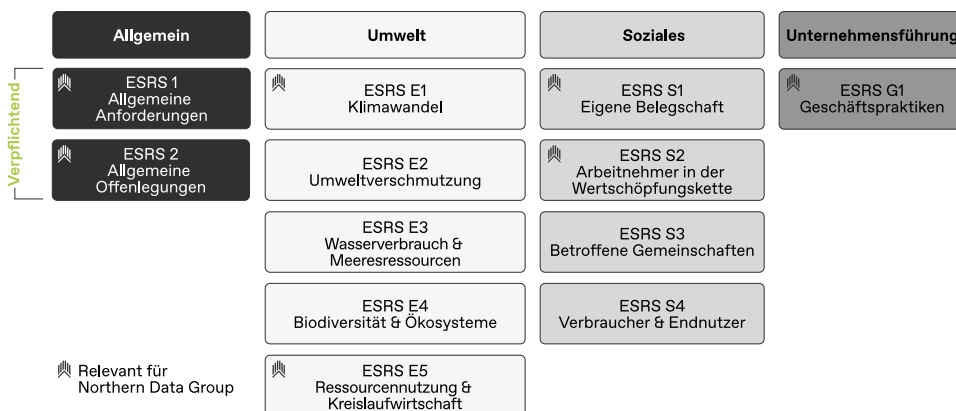 Allgemein
Umwelt
Soziales
Unternehmensführung
Verpflichtend
ESRS 1
Allgemeine
Anforderungen
ESRS E1
Klimawandel
ESRS S1
Eigene Belegschaft
ESRS G1
Geschäftspraktiken
ESRS 2
Allgemeine
Offenlegungen
ESRS E2
Umweltverschmutzung
ESRS S2
Arbeitnehmer in der
Wertschöpfungskette
ESRS E3
Wasserverbrauch &
Meeresressourcen
ESRS S3
Betroffene Gemeinschaften
ESRS E4
Biodiversität & Ökosysteme
ESRS S4
Verbraucher & Endnutzer
Relevant für
Northern Data Group
ESRS E5
Ressourcennutzung &
Kreislaufwirtschaft